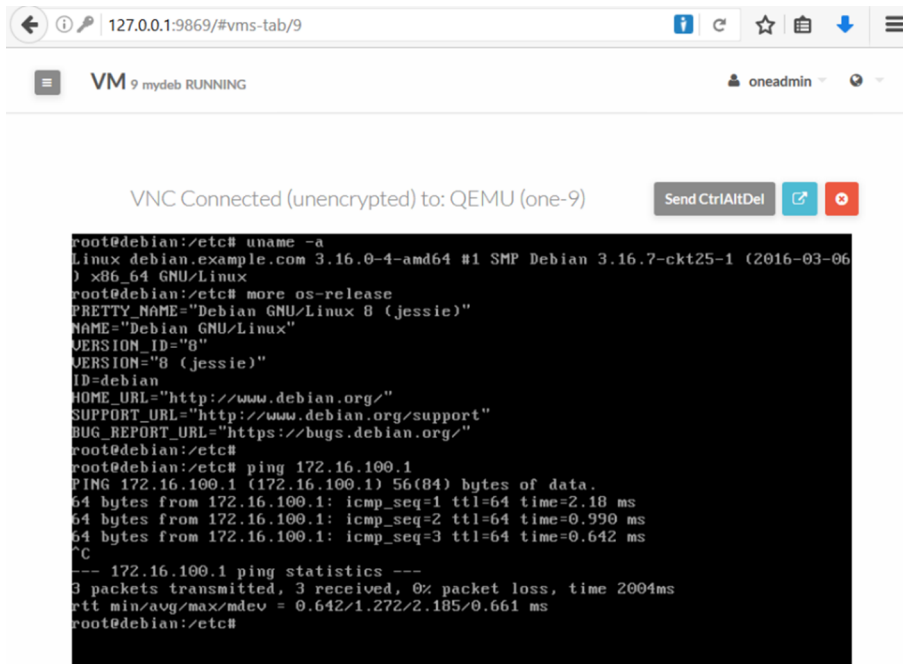 127.0.0.1:9869/#vms-tab/9
VM 9 mydeb RUNNING
oneadmin
VNC Connected (unencrypted) to: QEMU (one-9)
Send CtrlAltDel
root@debian:/etc# uname -a
Linux debian.example.com 3.16.0-4-amd64 #1 SMP Debian 3.16.7-ckt25-1 (2016-03-06
) x86_64 GNU/Linux
root@debian:/etc# more os-release
PRETTY_NAME="Debian GNU/Linux 8 (jessie)"
NAME="Debian GNU/Linux"
VERSION_ID="8"
VERSION="8 (jessie)"
ID=debian
HOME_URL="http://www.debian.org/"
SUPPORT_URL="http://www.debian.org/support"
BUG_REPORT_URL="https://bugs.debian.org/"
root@debian:/etc#
root@debian:/etc# ping 172.16.100.1
PING 172.16.100.1 (172.16.100.1) 56(84) bytes of data.
64 bytes from 172.16.100.1: icmp_seq=1 ttl=64 time=2.18 ms
64 bytes from 172.16.100.1: icmp_seq=2 ttl=64 time=0.990 ms
64 bytes from 172.16.100.1: icmp_seq=3 ttl=64 time=0.642 ms
^C
--- 172.16.100.1 ping statistics ---
3 packets transmitted, 3 received, 0% packet loss, time 2004ms
rtt min/avg/max/mdev = 0.642/1.272/2.185/0.661 ms
root@debian:/etc#